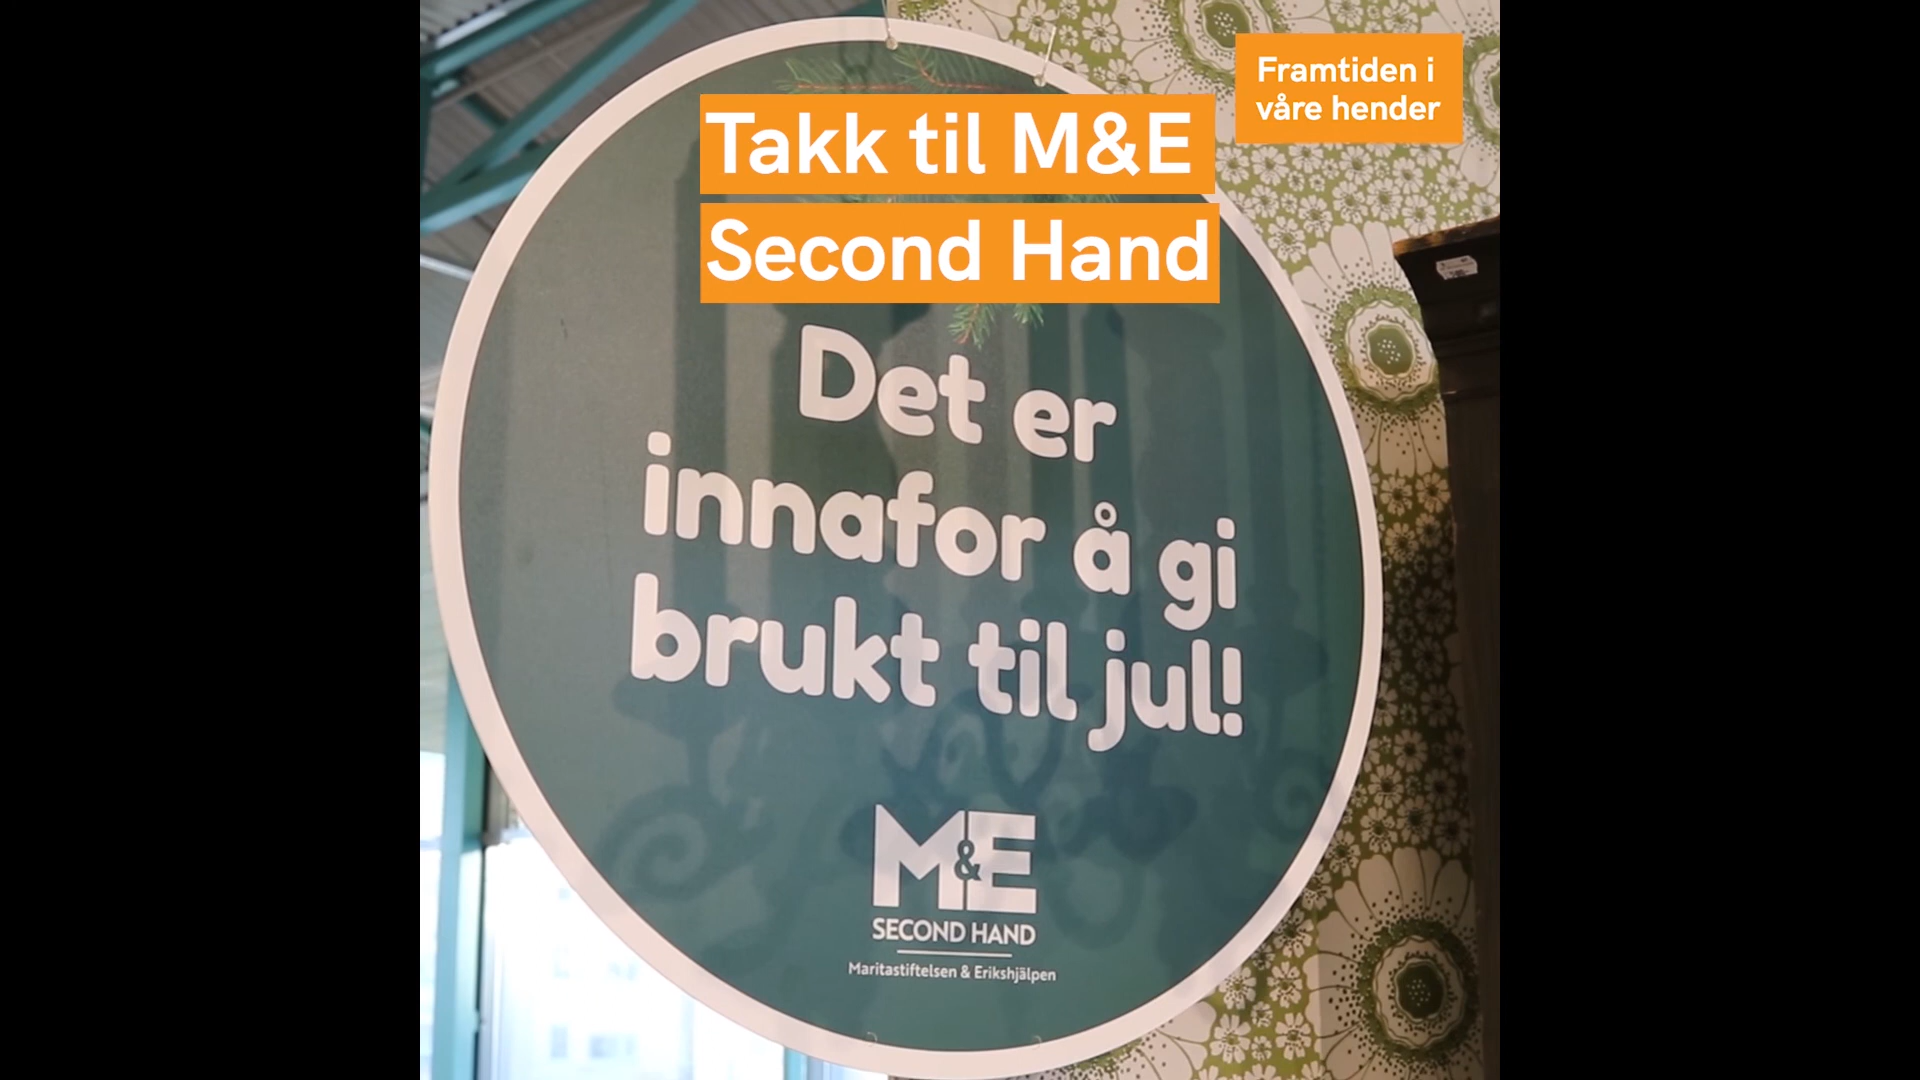 Framtiden i
våre hender
Takk til M&E
Second Hand
Det er
innafor å gi
brukt til jul!
M&E
SECOND HAND
Maritastiftelsen & Erikshjälpen